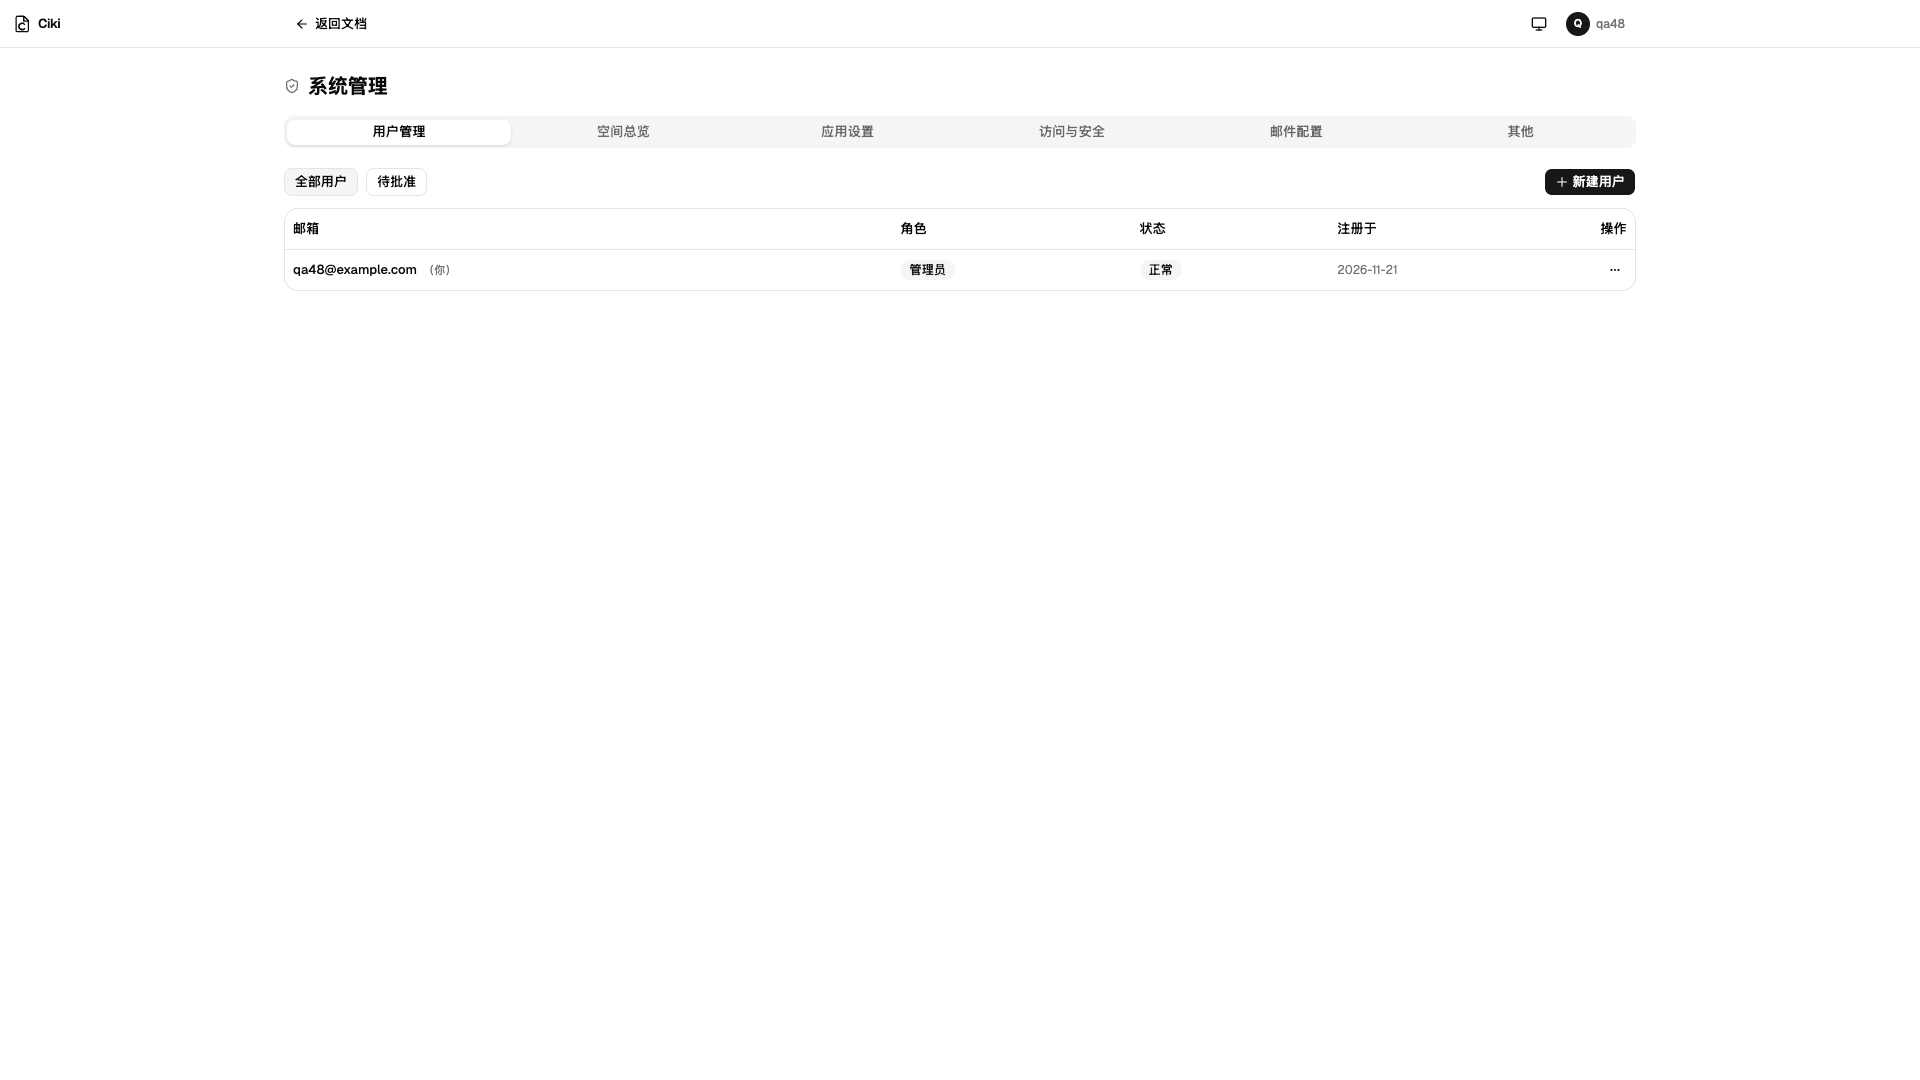 Ciki
返回文档
Q qa48
系统管理
用户管理 空间总览 应用设置 访问与安全 邮件配置 其他
全部用户 待批准 新建用户
邮箱 角色 状态 注册于 操作
qa48@example.com (你) 管理员 正常 2026-11-21 ...